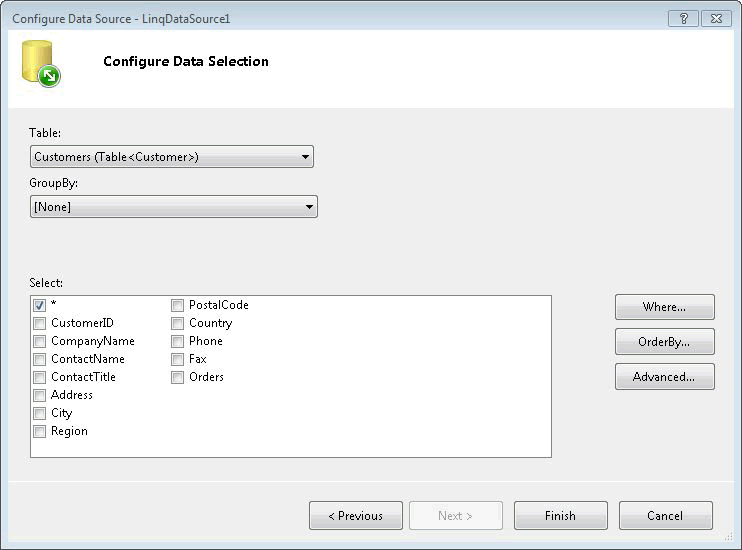 Configure Data Source - LinqDataSource1
Configure Data Selection
Table:
Customers (Table<Customer>)
GroupBy:
[None]
Select:
*
CustomerID
CompanyName
ContactName
ContactTitle
Address
City
Region
PostalCode
Country
Phone
Fax
Orders
Where...
OrderBy...
Advanced...
< Previous
Next >
Finish
Cancel